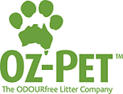 OZ-PET™
The ODOURfree Litter Company